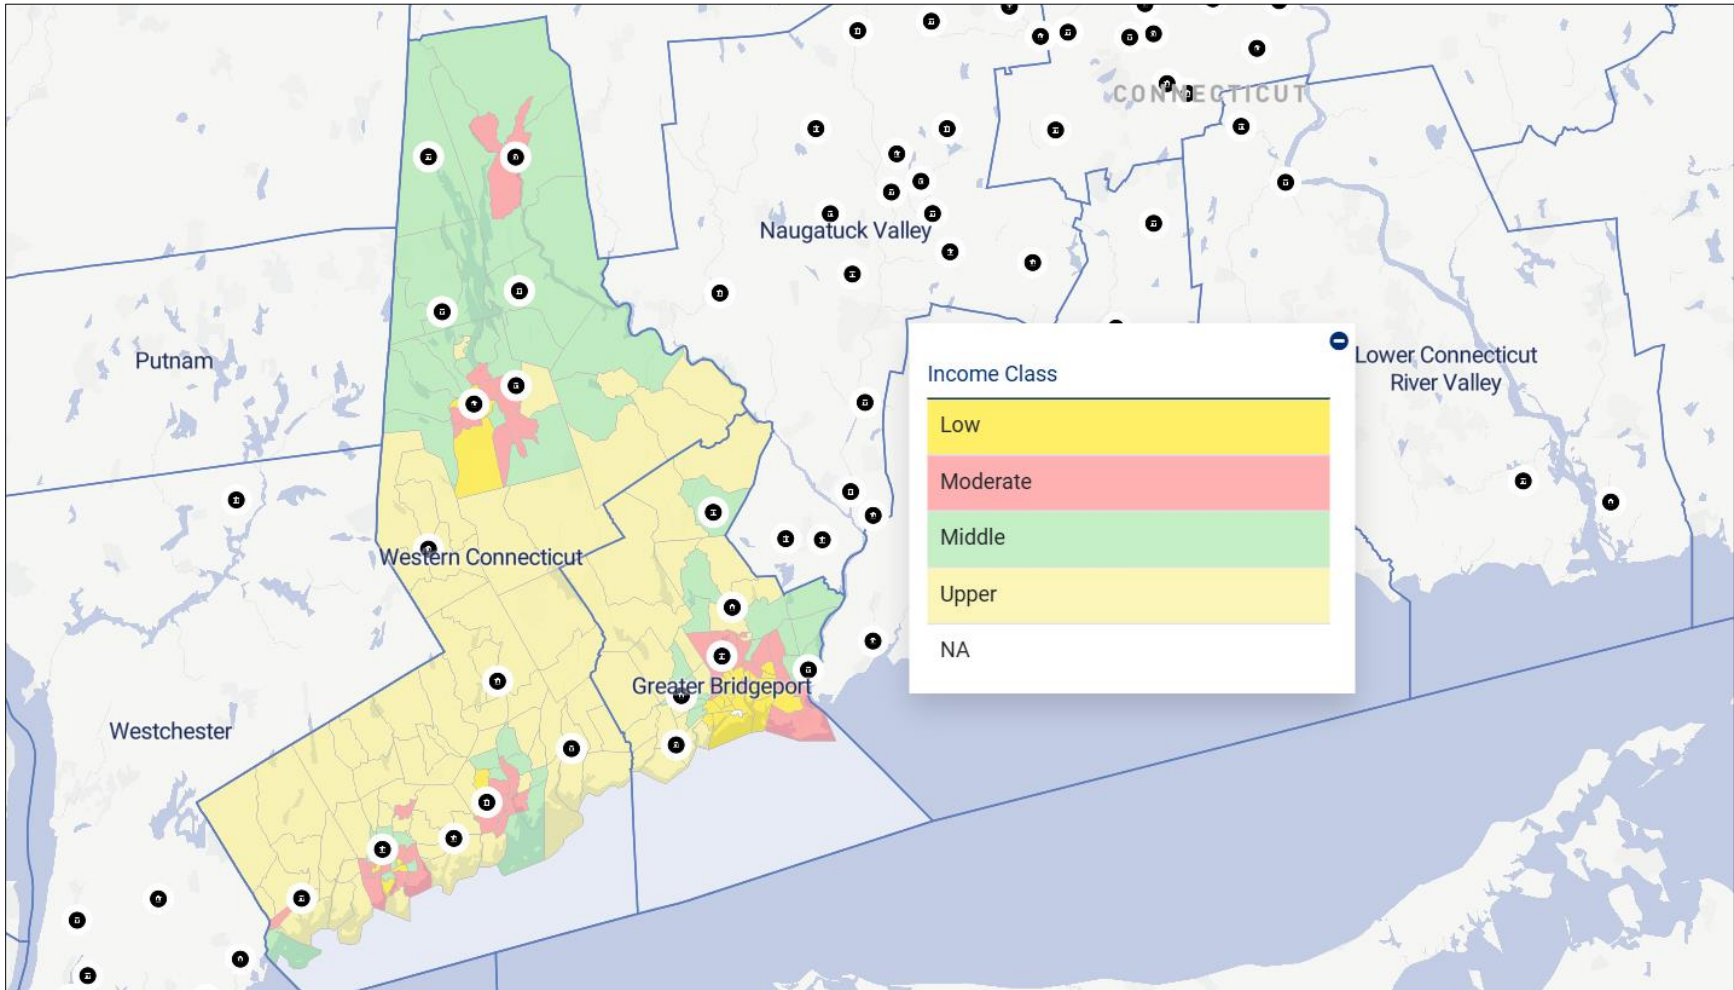 CONNECTICUT
Naugatuck Valley
Putnam
Lower Connecticut
River Valley
Income Class
Low
Moderate
Middle
Upper
NA
Western Connecticut
Greater Bridgeport
Westchester